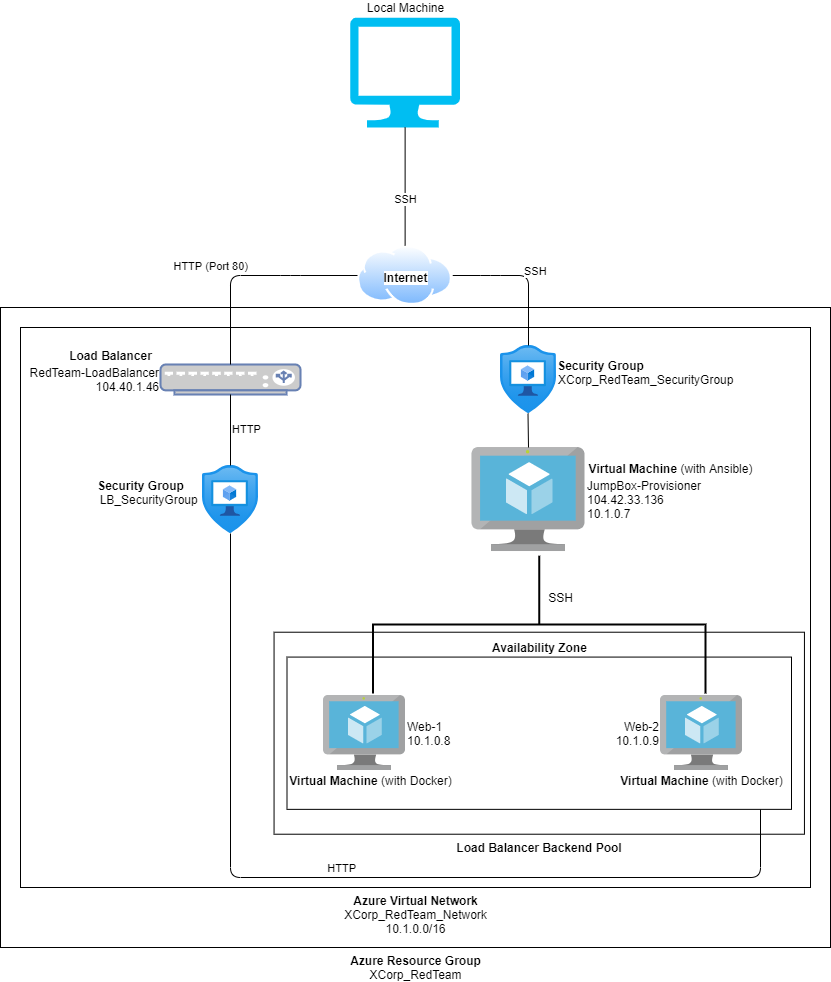 Local Machine
SSH
HTTP (Port 80)
Internet
SSH
Load Balancer
RedTeam-LoadBalancer
104.40.1.46
Security Group
XCorp_RedTeam_SecurityGroup
HTTP
Security Group
LB_SecurityGroup
Virtual Machine (with Ansible)
JumpBox-Provisioner
104.42.33.136
10.1.0.7
SSH
Availability Zone
Web-1
10.1.0.8
Virtual Machine (with Docker)
Web-2
10.1.0.9
Virtual Machine (with Docker)
Load Balancer Backend Pool
HTTP
Azure Virtual Network
XCorp_RedTeam_Network
10.1.0.0/16
Azure Resource Group
XCorp_RedTeam